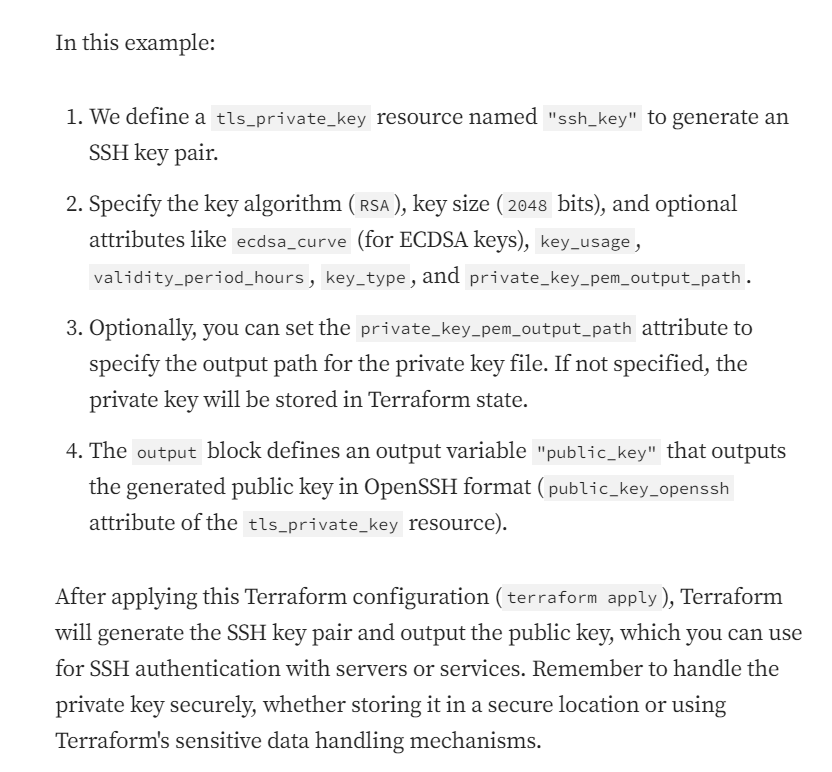 In this example:
1. We define a tls_private_key resource named "ssh_key" to generate an
SSH key pair.
2. Specify the key algorithm ( RSA ), key size ( 2048 bits), and optional
attributes like ecdsa_curve (for ECDSA keys), key_usage ,
validity_period_hours , key_type , and private_key_pem_output_path .
3. Optionally, you can set the private_key_pem_output_path attribute to
specify the output path for the private key file. If not specified, the
private key will be stored in Terraform state.
4. The output block defines an output variable "public_key" that outputs
the generated public key in OpenSSH format ( public_key_openssh
attribute of the tls_private_key resource).
After applying this Terraform configuration ( terraform apply ), Terraform
will generate the SSH key pair and output the public key, which you can use
for SSH authentication with servers or services. Remember to handle the
private key securely, whether storing it in a secure location or using
Terraform's sensitive data handling mechanisms.